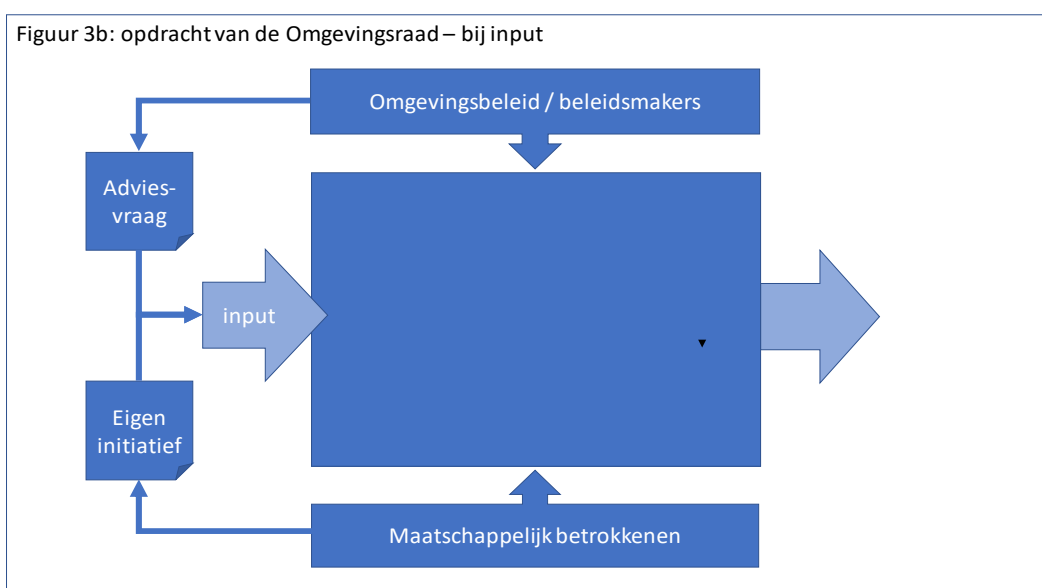 Figuur 3b: opdracht van de Omgevingsraad – bij input
Omgevingsbeleid / beleidsmakers
Advies-
vraag
input
Eigen
initiatief
Maatschappelijk betrokkenen